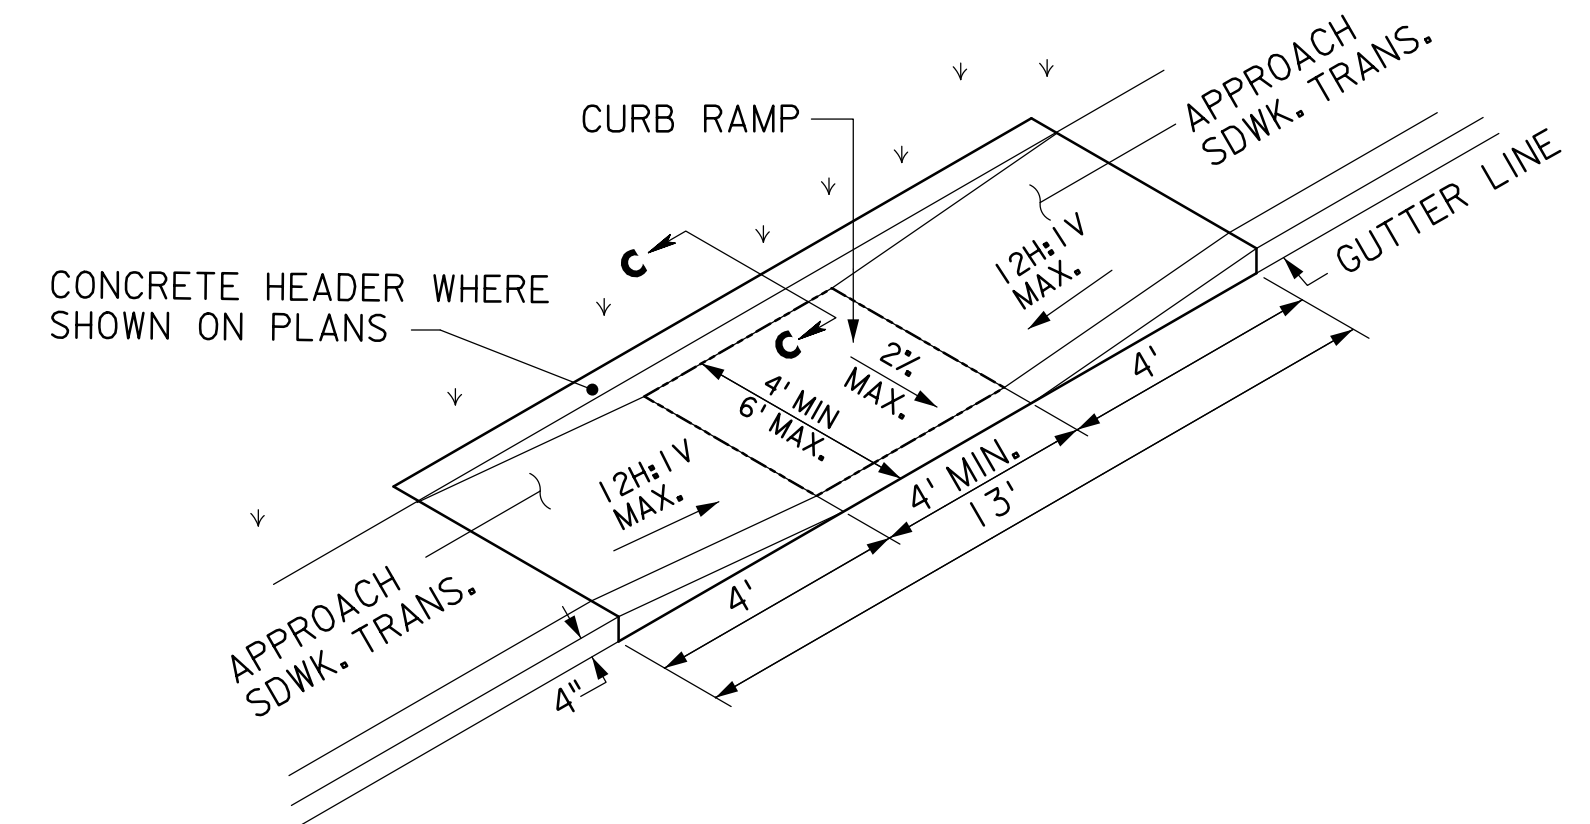 APPROACH
SDWK. TRANS.
CURB RAMP
GUTTER LINE
12H:1V
MAX.
C
CONCRETE HEADER WHERE
SHOWN ON PLANS
C
2%
MAX.
4' MIN
6' MAX.
4'
12H:1V
MAX.
4' MIN.
13'
4'
APPROACH
SDWK. TRANS.
4"